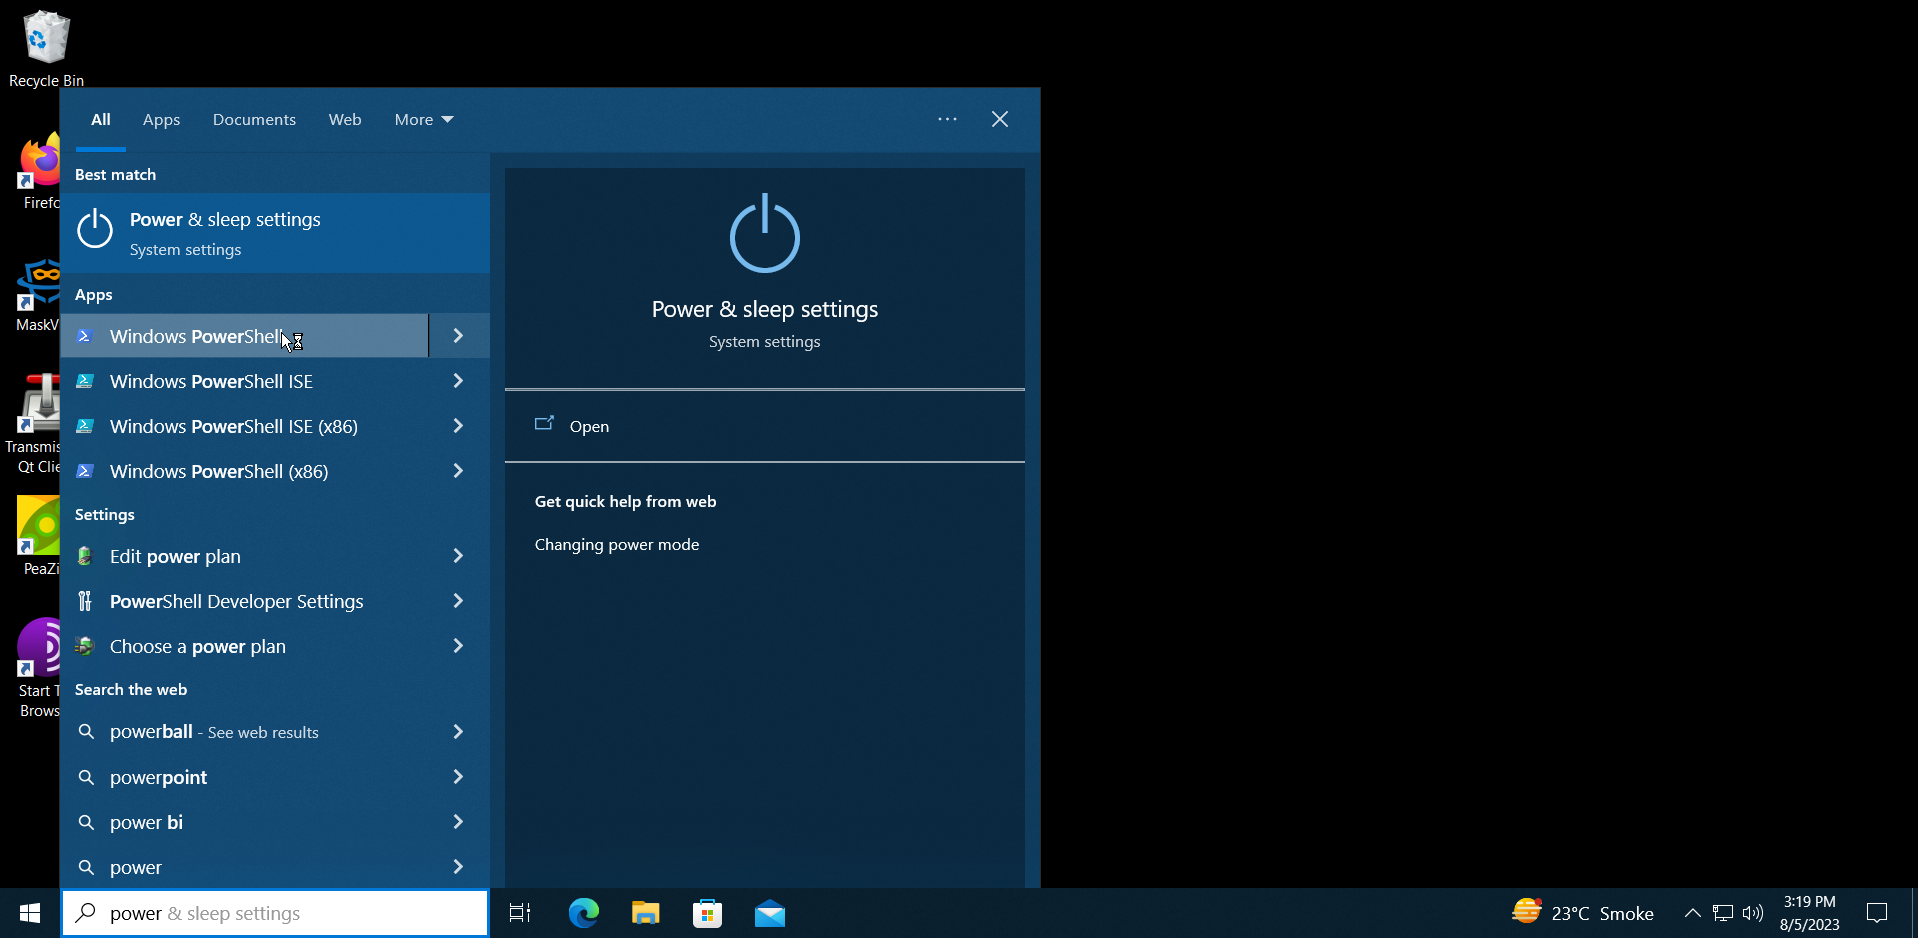 Recycle Bin
Firefo
MaskV
Transmis
Qt Clie
PeaZi
Start T
Brows
All Apps Documents Web More
Best match
Power & sleep settings
System settings
Apps
Windows PowerShell
Windows PowerShell ISE
Windows PowerShell ISE (x86)
Windows PowerShell (x86)
Settings
Edit power plan
PowerShell Developer Settings
Choose a power plan
Search the web
powerball - See web results
powerpoint
power bi
power
Power & sleep settings
System settings
Open
Get quick help from web
Changing power mode
power & sleep settings
23°C Smoke
3:19 PM
8/5/2023